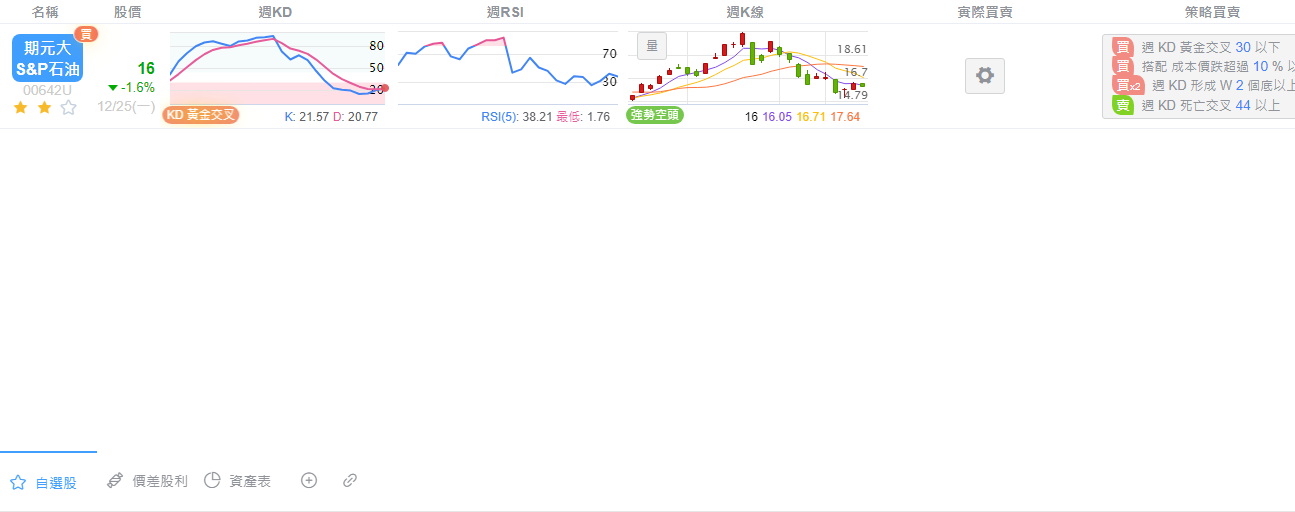 名稱 股價 週KD 週RSI 週K線 實際買賣 策略買賣
買
期元大
S&P石油
00642U
16
-1.6%
12/25(一)
80
50
20
KD 黃金交叉
K: 21.57 D: 20.77
70
30
RSI(5): 38.21 最低: 1.76
量
18.61
16.7
14.79
強勢空頭
16 16.05 16.71 17.64
買 週 KD 黃金交叉 30 以下
買 搭配 成本價跌超過 10 % 以
買x2 週 KD 形成 W 2 個底以上
賣 週 KD 死亡交叉 44 以上
自選股 價差股利 資產表